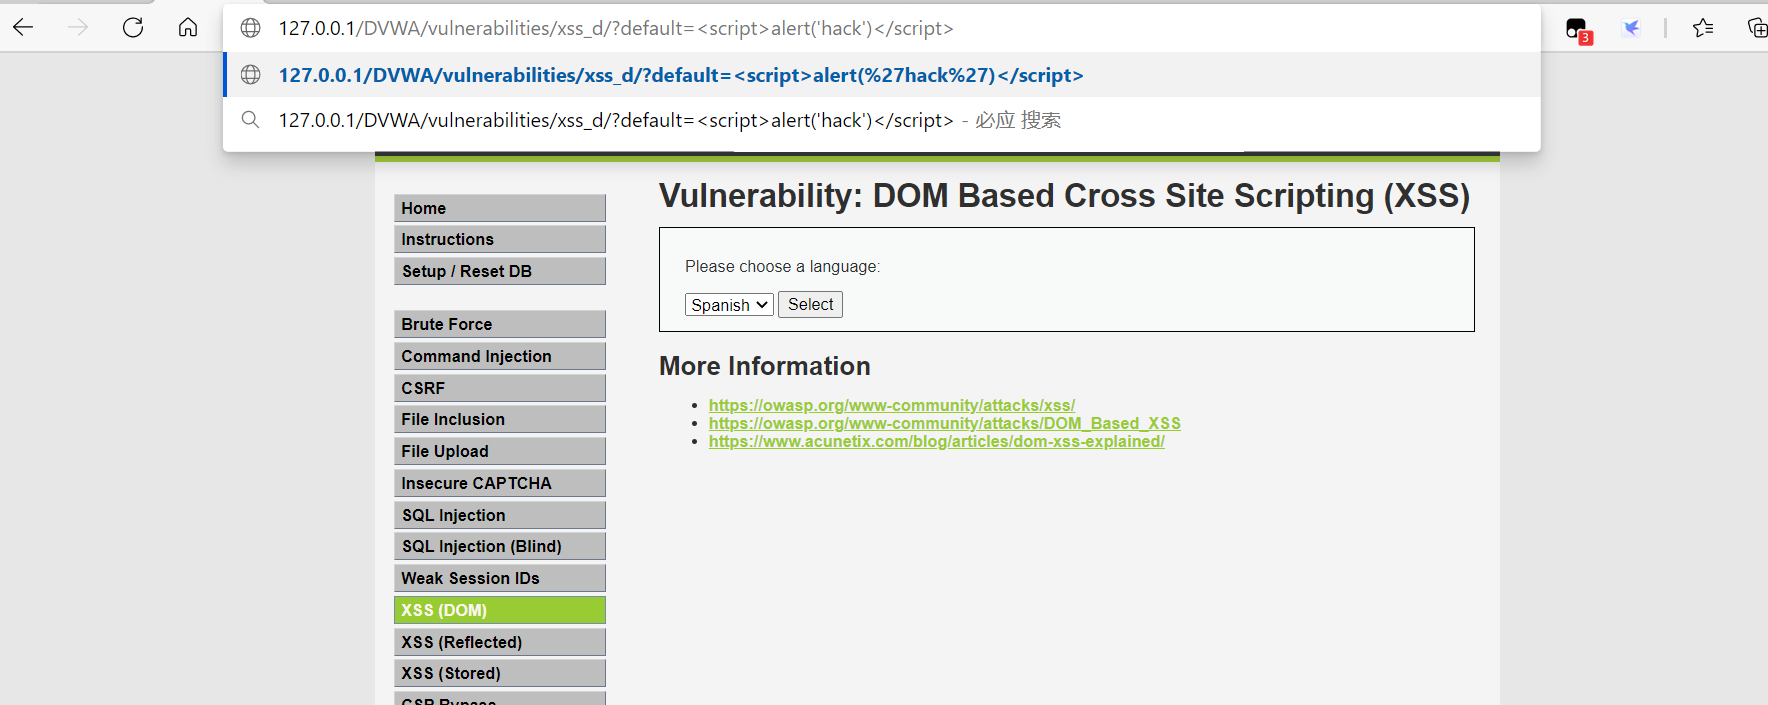 127.0.0.1/DVWA/vulnerabilities/xss_d/?default=<script>alert('hack')</script>
3
127.0.0.1/DVWA/vulnerabilities/xss_d/?default=<script>alert(%27hack%27)</script>
127.0.0.1/DVWA/vulnerabilities/xss_d/?default=<script>alert('hack')</script> - 必应 搜索
Vulnerability: DOM Based Cross Site Scripting (XSS)
Home
Instructions
Setup / Reset DB
Brute Force
Command Injection
CSRF
File Inclusion
File Upload
Insecure CAPTCHA
SQL Injection
SQL Injection (Blind)
Weak Session IDs
XSS (DOM)
XSS (Reflected)
XSS (Stored)
CSP Bypass
Please choose a language:
Spanish Select
More Information
https://owasp.org/www-community/attacks/xss/
https://owasp.org/www-community/attacks/DOM_Based_XSS
https://www.acunetix.com/blog/articles/dom-xss-explained/